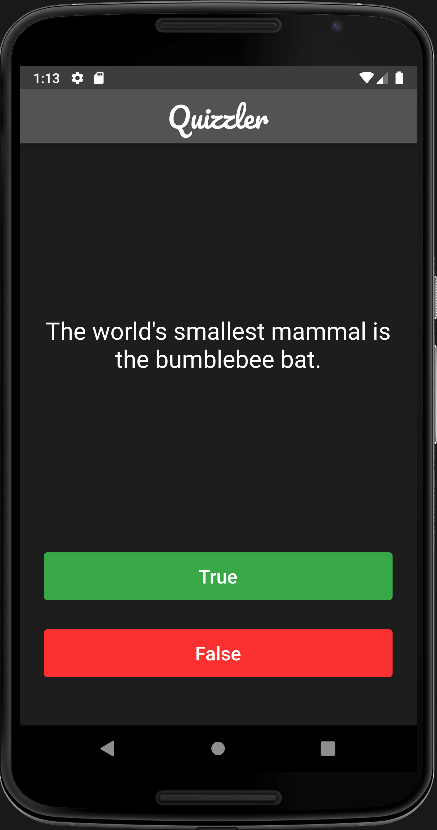 1:13
Quizzler
The world's smallest mammal is
the bumblebee bat.
True
False